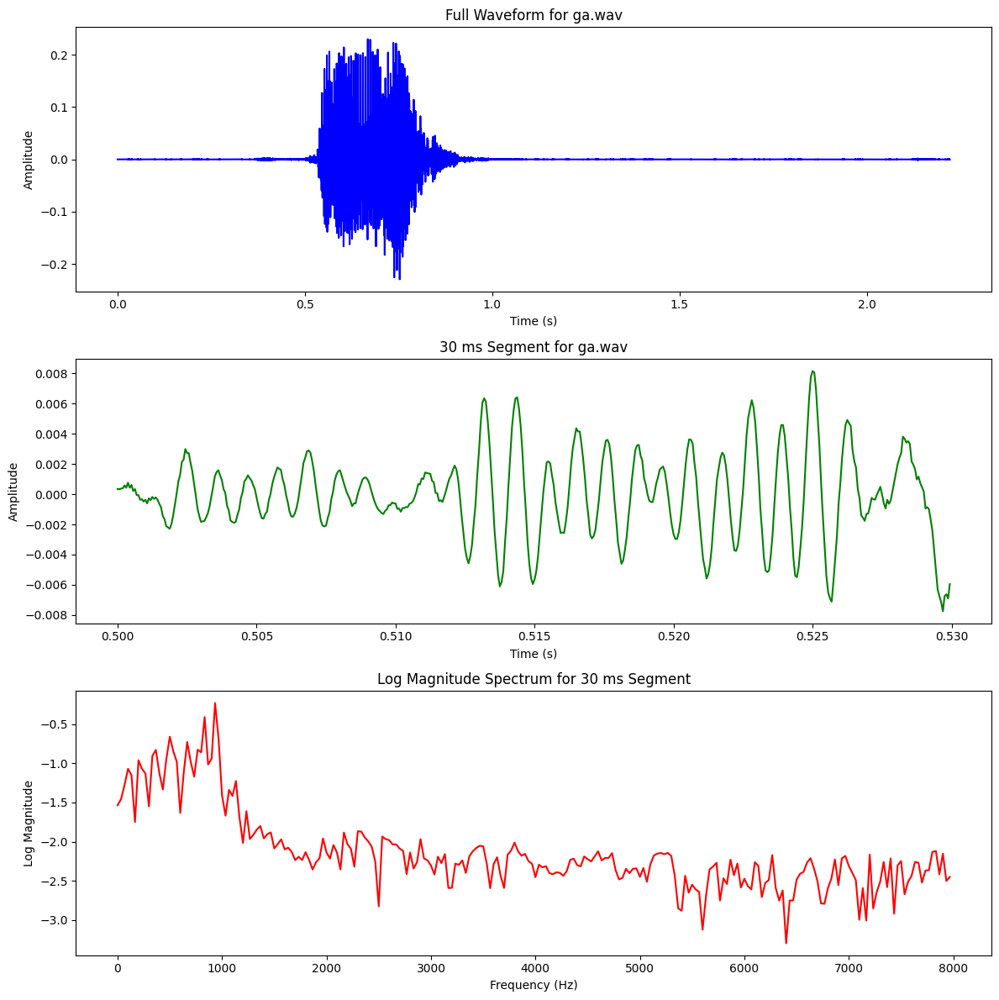 Full Waveform for ga.wav
0.2
0.1
0.0
−0.1
−0.2
Amplitude
0.0 0.5 1.0 1.5 2.0
Time (s)
30 ms Segment for ga.wav
0.008
0.006
0.004
0.002
0.000
−0.002
−0.004
−0.006
−0.008
Amplitude
0.500 0.505 0.510 0.515 0.520 0.525 0.530
Time (s)
Log Magnitude Spectrum for 30 ms Segment
−0.5
−1.0
−1.5
−2.0
−2.5
−3.0
Log Magnitude
0 1000 2000 3000 4000 5000 6000 7000 8000
Frequency (Hz)